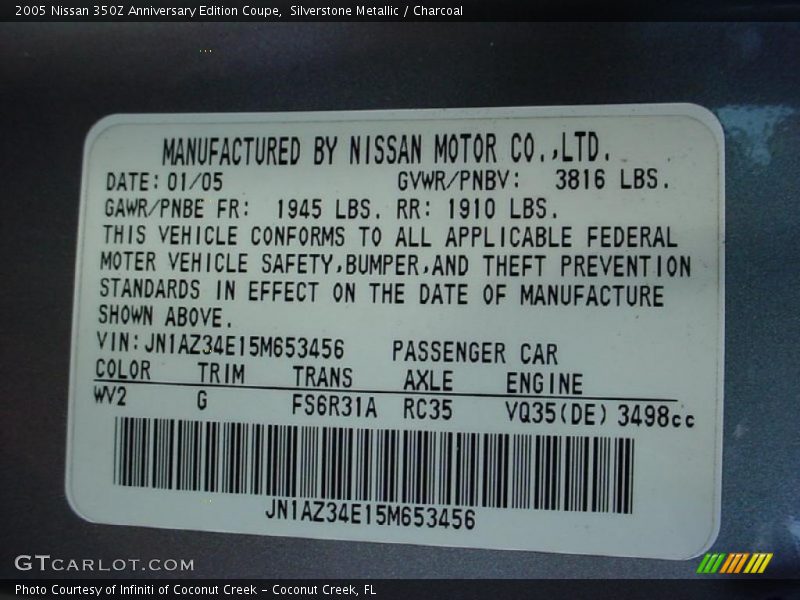 2005 Nissan 350Z Anniversary Edition Coupe,  Silverstone Metallic / Charcoal
MANUFACTURED BY NISSAN MOTOR CO.,LTD.
DATE: 01/05 GVWR/PNBV: 3816 LBS.
GAWR/PNBE FR: 1945 LBS. RR: 1910 LBS.
THIS VEHICLE CONFORMS TO ALL APPLICABLE FEDERAL
MOTER VEHICLE SAFETY,BUMPER,AND THEFT PREVENTION
STANDARDS IN EFFECT ON THE DATE OF MANUFACTURE
SHOWN ABOVE.
VIN:JN1AZ34E15M653456 PASSENGER CAR
COLOR TRIM TRANS AXLE ENGINE
WV2 G FS6R31A RC35 VQ35(DE) 3498cc
JN1AZ34E15M653456
GTCARLOT.COM
Photo Courtesy of Infiniti of Coconut Creek - Coconut Creek, FL